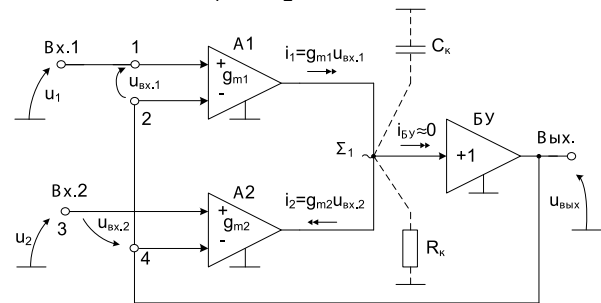 Вх.1
1
u₁
uвх.1
2
A1
+
gm1
-
i₁=gm1uвх.1
Cк
Σ₁
iБУ≈0
БУ
+1
Вых.
uвых
Вх.2
3
u₂
uвх.2
4
A2
+
gm2
-
i₂=gm2uвх.2
Rк